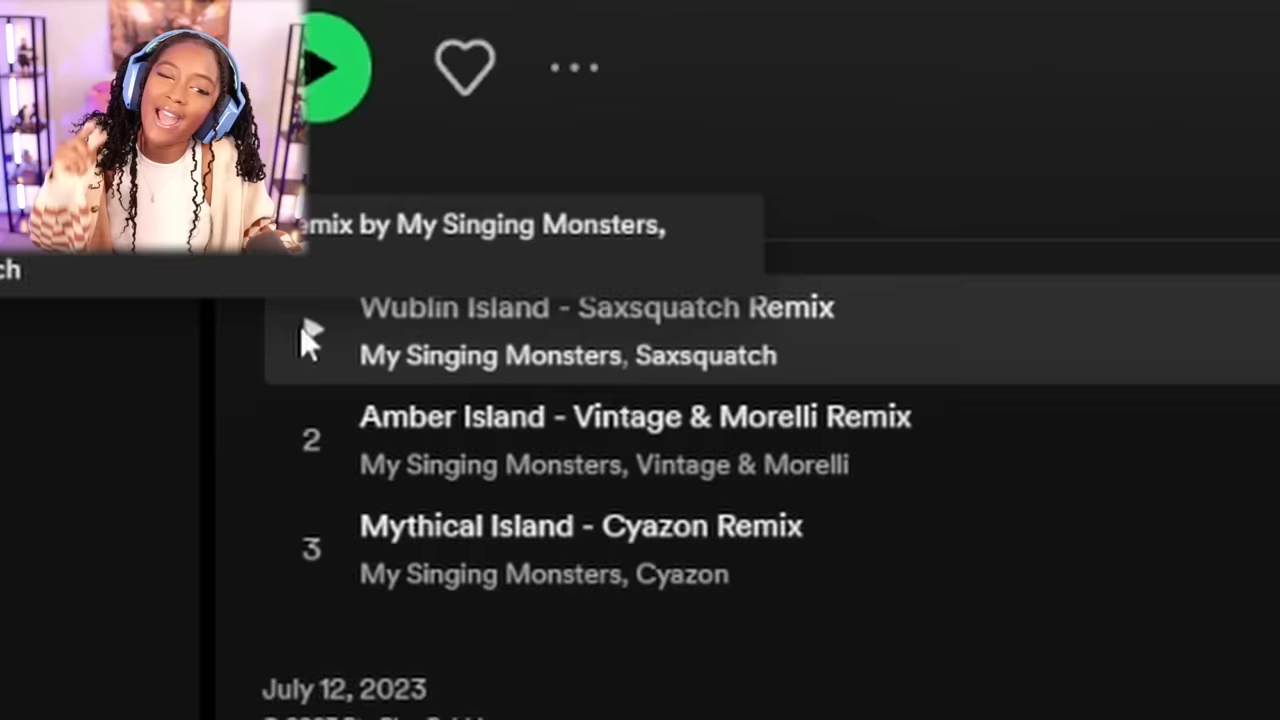 emix by My Singing Monsters,
ch
Wublin Island - Saxsquatch Remix
My Singing Monsters, Saxsquatch
2
Amber Island - Vintage & Morelli Remix
My Singing Monsters, Vintage & Morelli
3
Mythical Island - Cyazon Remix
My Singing Monsters, Cyazon
July 12, 2023